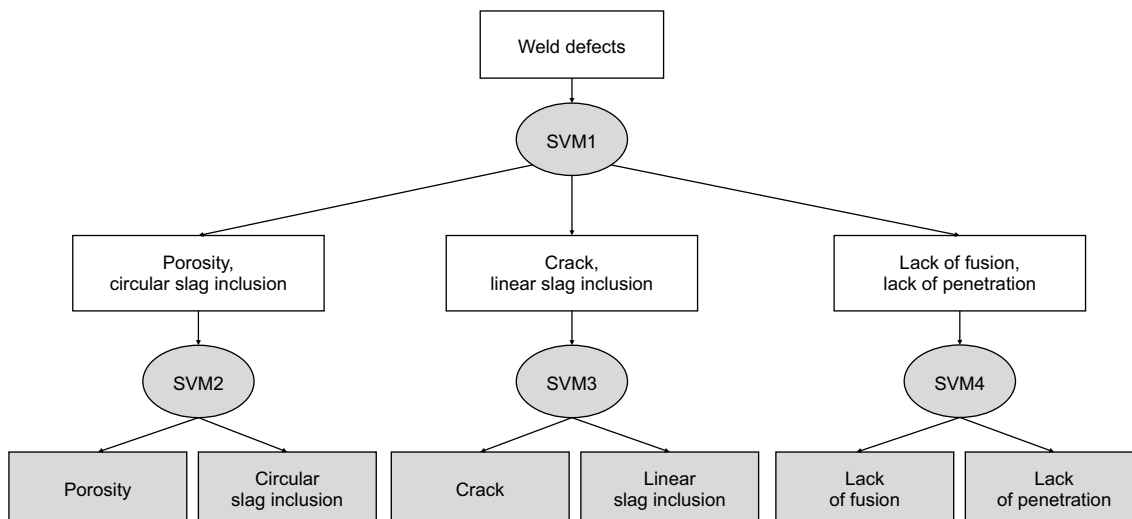 Weld defects
SVM1
Porosity,
circular slag inclusion
Crack,
linear slag inclusion
Lack of fusion,
lack of penetration
SVM2
SVM3
SVM4
Porosity
Circular
slag inclusion
Crack
Linear
slag inclusion
Lack
of fusion
Lack
of penetration